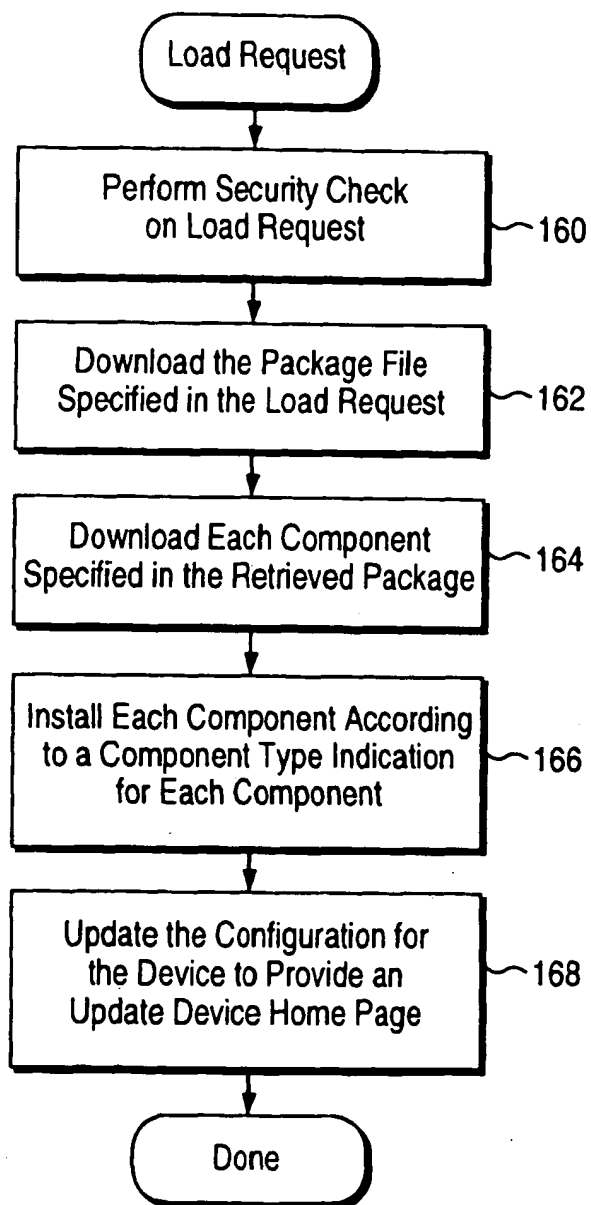 Load Request
Perform Security Check
on Load Request
160
Download the Package File
Specified in the Load Request
162
Download Each Component
Specified in the Retrieved Package
164
Install Each Component According
to a Component Type Indication
for Each Component
166
Update the Configuration for
the Device to Provide an
Update Device Home Page
168
Done